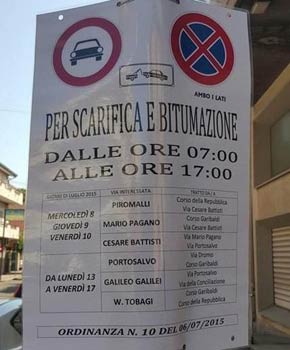 AMBO I LATI
PER SCARIFICA E BITUMAZIONE
DALLE ORE 07:00
ALLE ORE 17:00
GIORNI DI LUGLIO 2015 VIA INTERESSATA TRATTO DA / A
MERCOLEDÌ 8
GIOVEDÌ 9
VENERDÌ 10
PIROMALLI
Corso della Repubblica
Via Cesare Battisti
MARIO PAGANO
Corso Garibaldi
Via Cesare Battisti
CESARE BATTISTI
Via Mario Pagano
Via Portosalvo
DA LUNEDÌ 13
A VENERDÌ 17
PORTOSALVO
Via Dromo
Corso Garibaldi
GALILEO GALILEI
Via Portosalvo
Via della Conciliazione
W. TOBAGI
Corso Garibaldi
Corso della Repubblica
ORDINANZA N. 10 DEL 06/07/2015